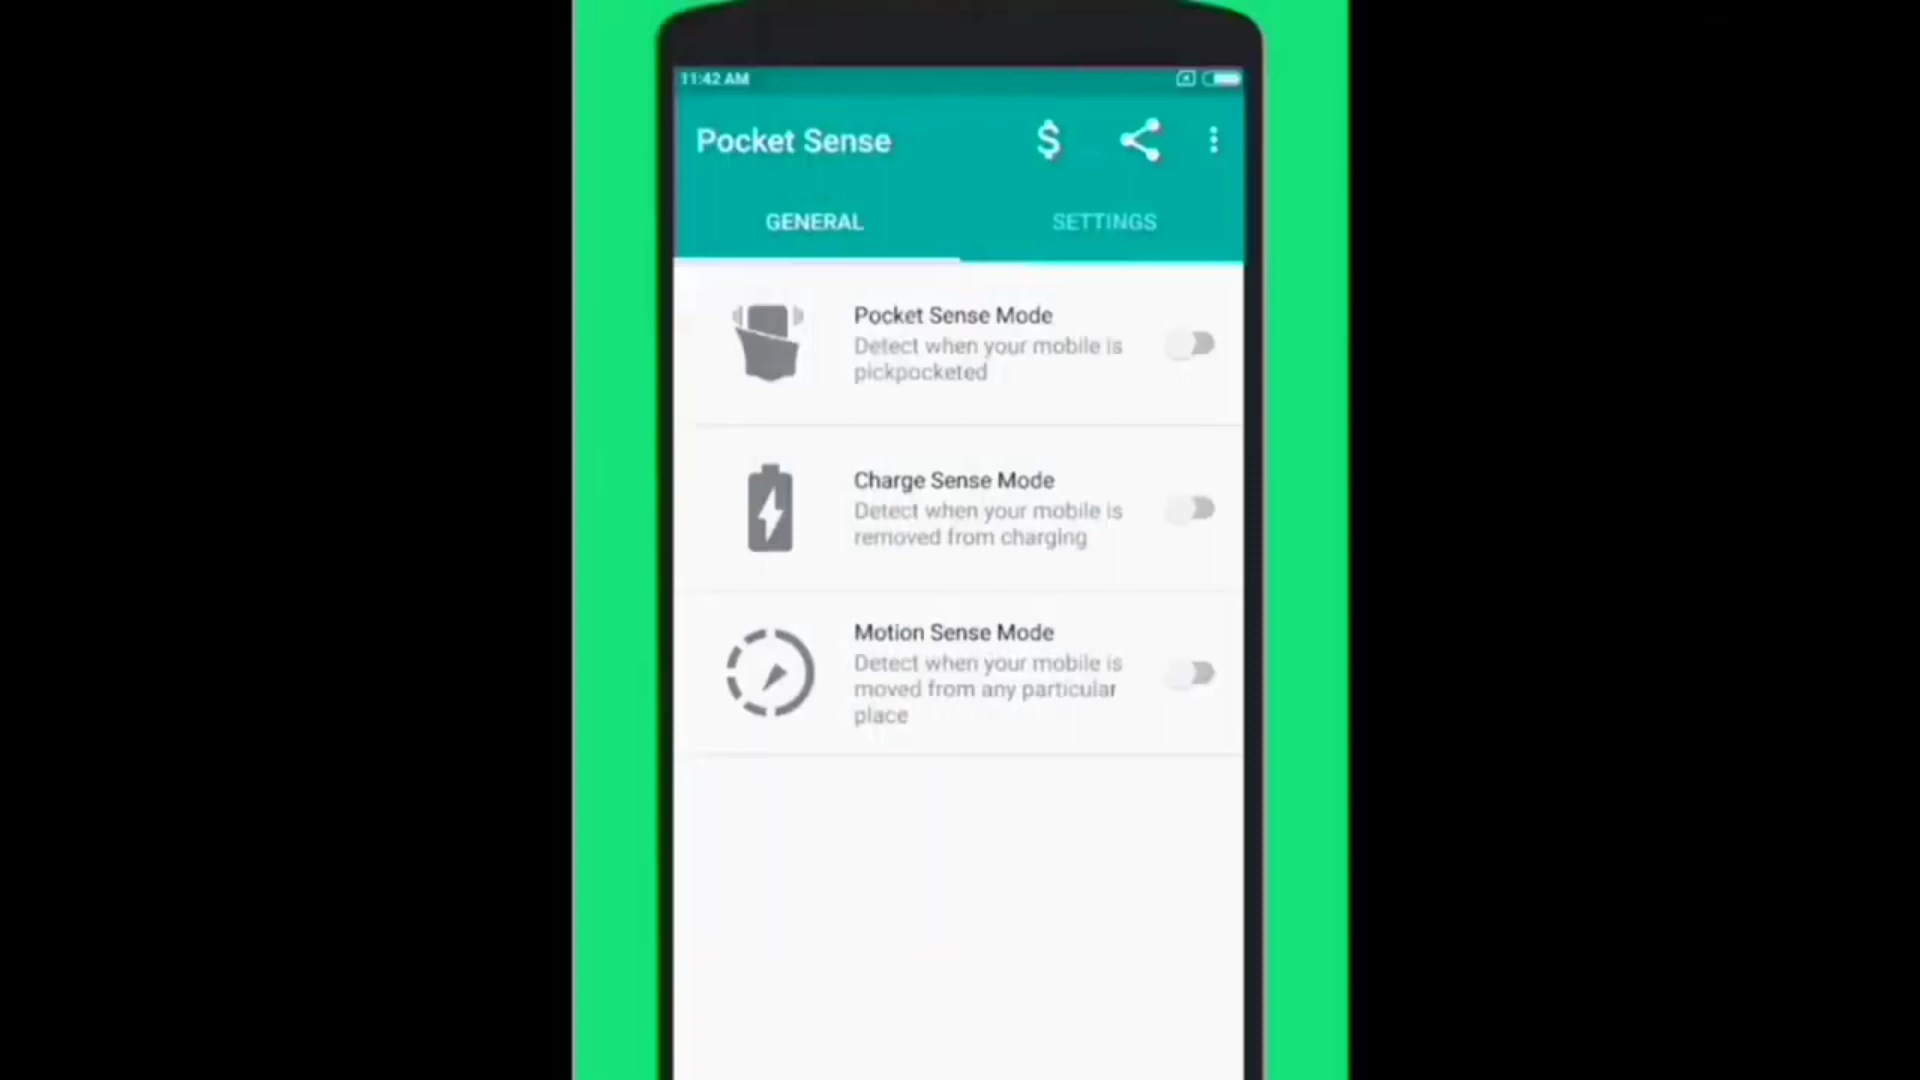 11:42 AM
Pocket Sense
GENERAL
SETTINGS
Pocket Sense Mode
Detect when your mobile is
pickpocketed
Charge Sense Mode
Detect when your mobile is
removed from charging
Motion Sense Mode
Detect when your mobile is
moved from any particular
place